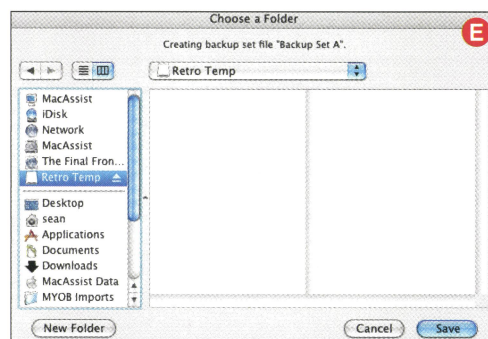 Choose a Folder
E
Creating backup set file "Backup Set A".
Retro Temp
MacAssist
iDisk
Network
MacAssist
The Final Fron...
Retro Temp
Desktop
sean
Applications
Documents
Downloads
MacAssist Data
MYOB Imports
New Folder
Cancel
Save